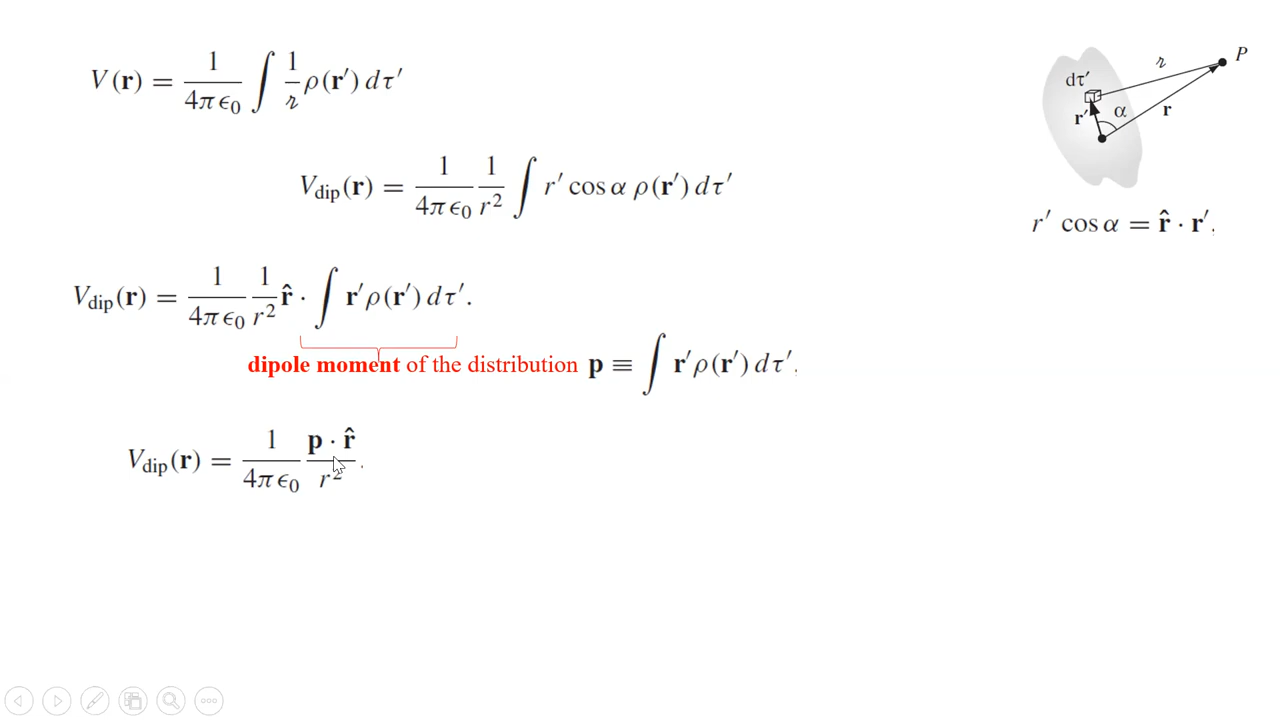 V(r) = 1/4πϵ₀ ∫ 1/𝓇 ρ(r′) dτ′
V_dip(r) = 1/4πϵ₀ 1/r² ∫ r′ cos α ρ(r′) dτ′
V_dip(r) = 1/4πϵ₀ 1/r² r̂ · ∫ r′ρ(r′) dτ′.
dipole moment of the distribution p ≡ ∫ r′ρ(r′) dτ′.
V_dip(r) = 1/4πϵ₀ p · r̂/r² .
P
𝓇
dτ′
r′
α
r
r′ cos α = r̂ · r′.